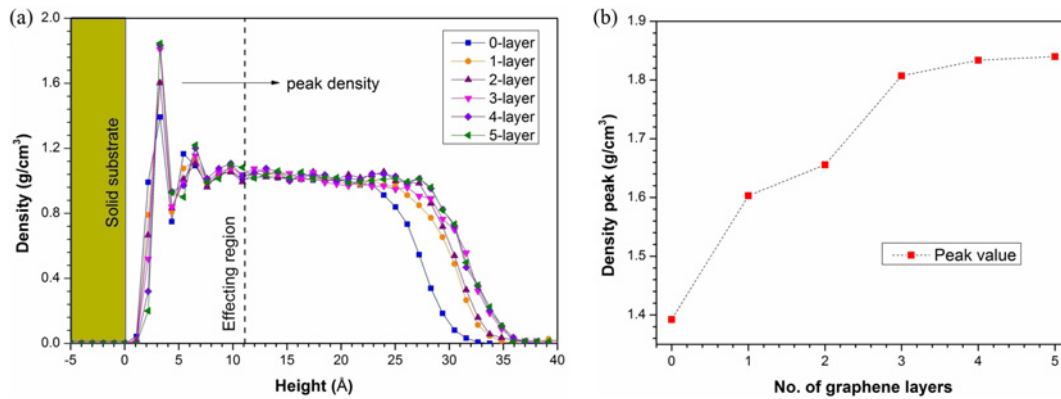 (a)
2.0
1.6
1.2
0.8
0.4
0.0
Density (g/cm³)
Solid substrate
peak density
Effecting region
0-layer
1-layer
2-layer
3-layer
4-layer
5-layer
-5 0 5 10 15 20 25 30 35 40
Height (Å)
(b)
1.9
1.8
1.7
1.6
1.5
1.4
Density peak (g/cm³)
Peak value
0 1 2 3 4 5
No. of graphene layers